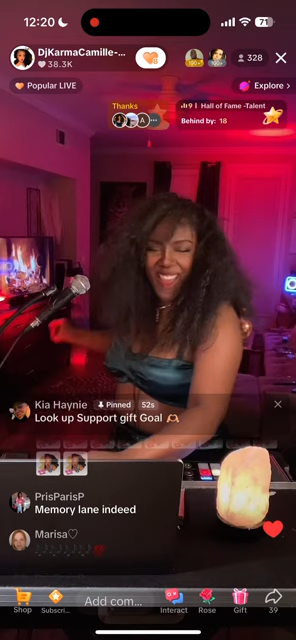 12:20
71
DjKarmaCamille-...
38.3K
328
Popular LIVE
Explore >
Thanks
A
Hall of Fame -Talent
Behind by: 18
Kia Haynie Pinned 52s
Look up Support gift Goal
PrisParisP
Memory lane indeed
Marisa♡
Add com...
Shop
Subscri...
Interact
Rose
Gift
39